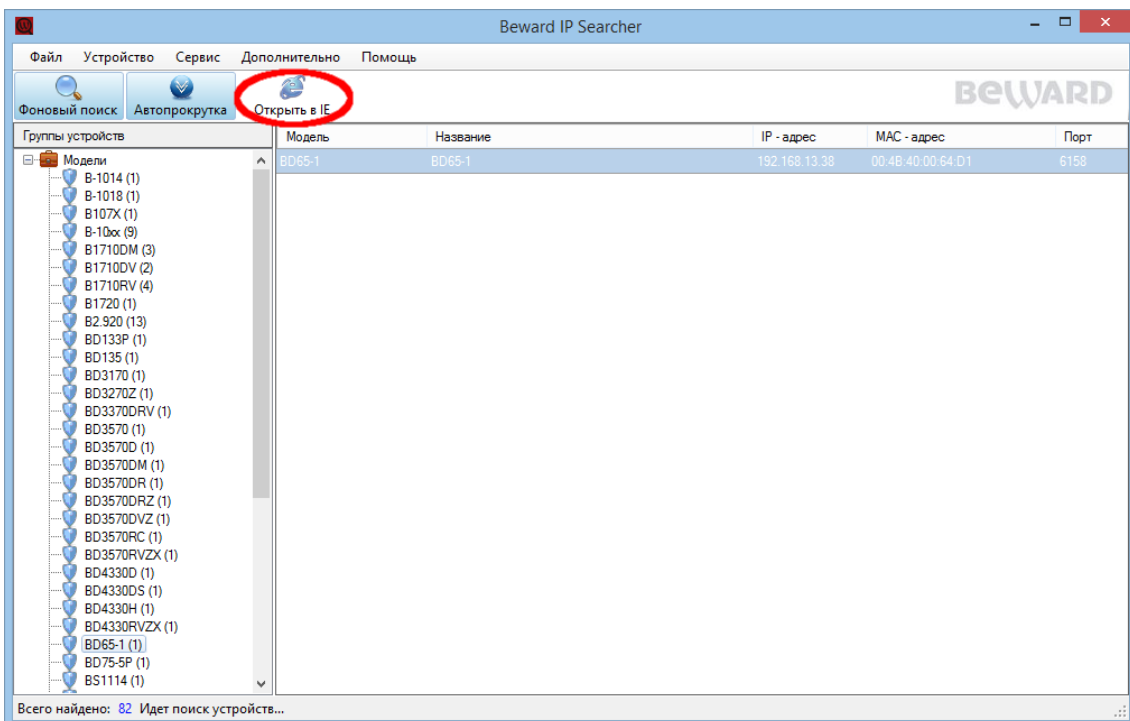 Beward IP Searcher
Файл Устройство Сервис Дополнительно Помощь
Фоновый поиск Автопрокрутка Открыть в IE BEWARD
Группы устройств Модель Название IP - адрес MAC - адрес Порт
Модели BD65-1 BD65-1 192.168.13.38 00:4B:40:00:64:D1 6158
B-1014 (1)
B-1018 (1)
B107X (1)
B-10xx (9)
B1710DM (3)
B1710DV (2)
B1710RV (4)
B1720 (1)
B2.920 (13)
BD133P (1)
BD135 (1)
BD3170 (1)
BD3270Z (1)
BD3370DRV (1)
BD3570 (1)
BD3570D (1)
BD3570DM (1)
BD3570DR (1)
BD3570DRZ (1)
BD3570DVZ (1)
BD3570RC (1)
BD3570RVZX (1)
BD4330D (1)
BD4330DS (1)
BD4330H (1)
BD4330RVZX (1)
BD65-1 (1)
BD75-5P (1)
BS1114 (1)
Всего найдено: 82 Идет поиск устройств...